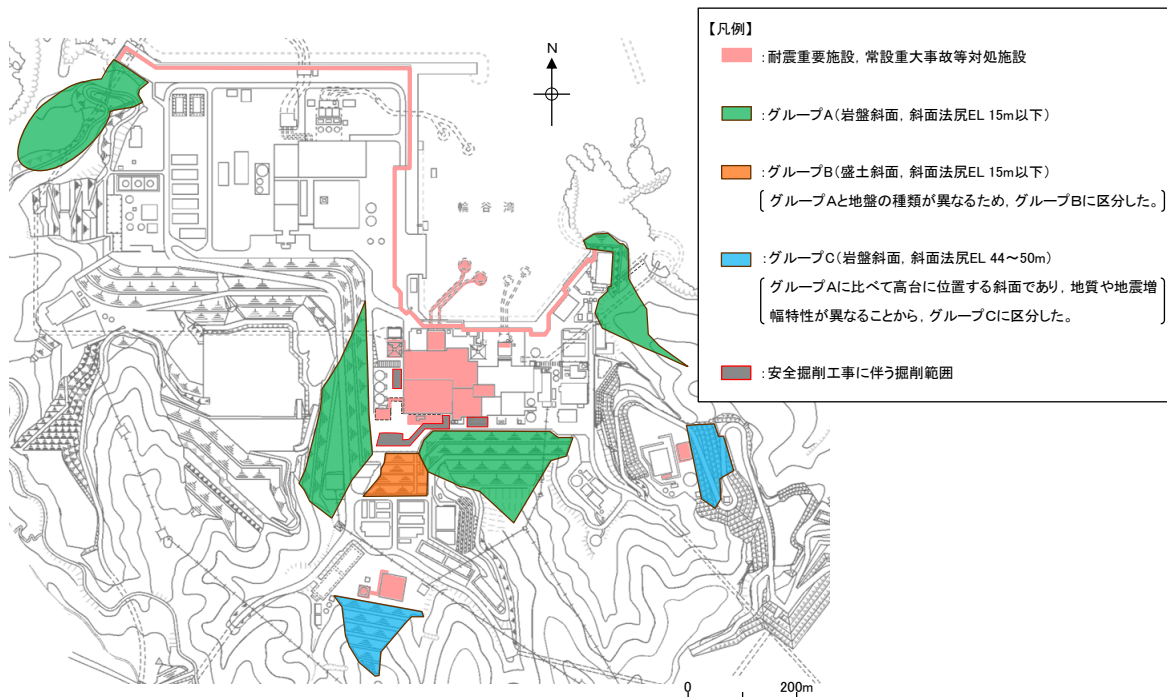 【凡例】
：耐震重要施設，常設重大事故等対処施設
：グループA（岩盤斜面，斜面法尻EL 15m以下）
：グループB（盛土斜面，斜面法尻EL 15m以下）
グループAと地盤の種類が異なるため，グループBに区分した。
：グループC（岩盤斜面，斜面法尻EL 44～50m）
グループAに比べて高台に位置する斜面であり，地質や地震増
幅特性が異なることから，グループCに区分した。
：安全掘削工事に伴う掘削範囲
N
輪谷湾
0 200m